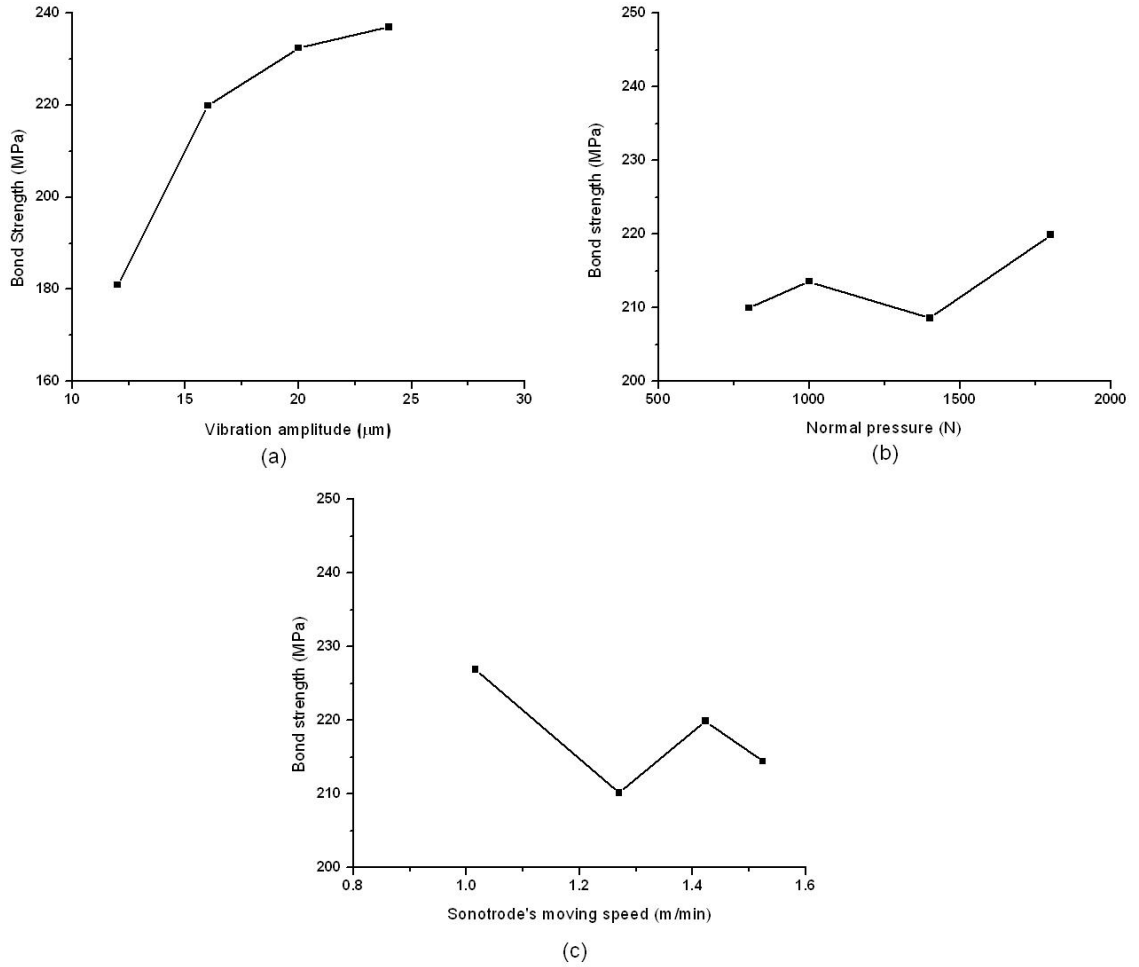 240
220
200
180
160
10 15 20 25 30
Bond Strength (MPa)
Vibration amplitude (μm)
(a)
250
240
230
220
210
200
500 1000 1500 2000
Bond strength (MPa)
Normal pressure (N)
(b)
250
240
230
220
210
200
0.8 1.0 1.2 1.4 1.6
Bond strength (MPa)
Sonotrode's moving speed (m/min)
(c)